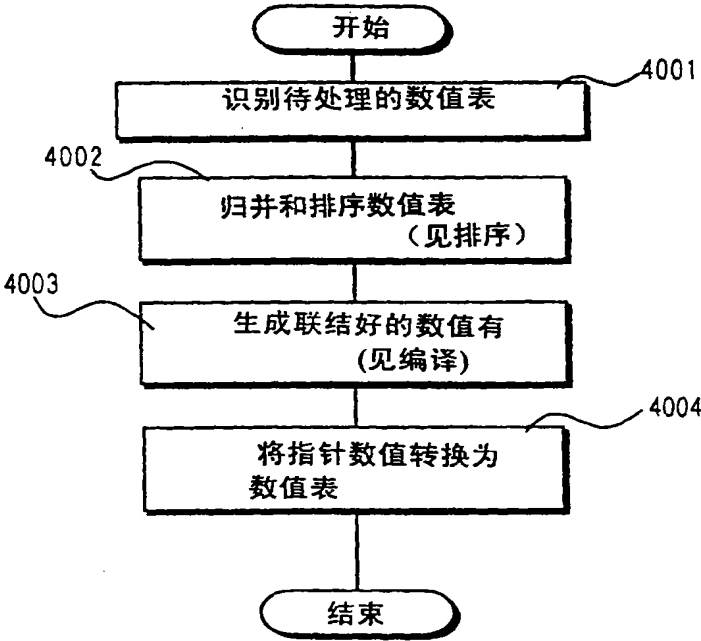 开始
4001
识别待处理的数值表
4002
归并和排序数值表
（见排序）
4003
生成联结好的数值有
(见编译)
4004
将指针数值转换为
数值表
结束